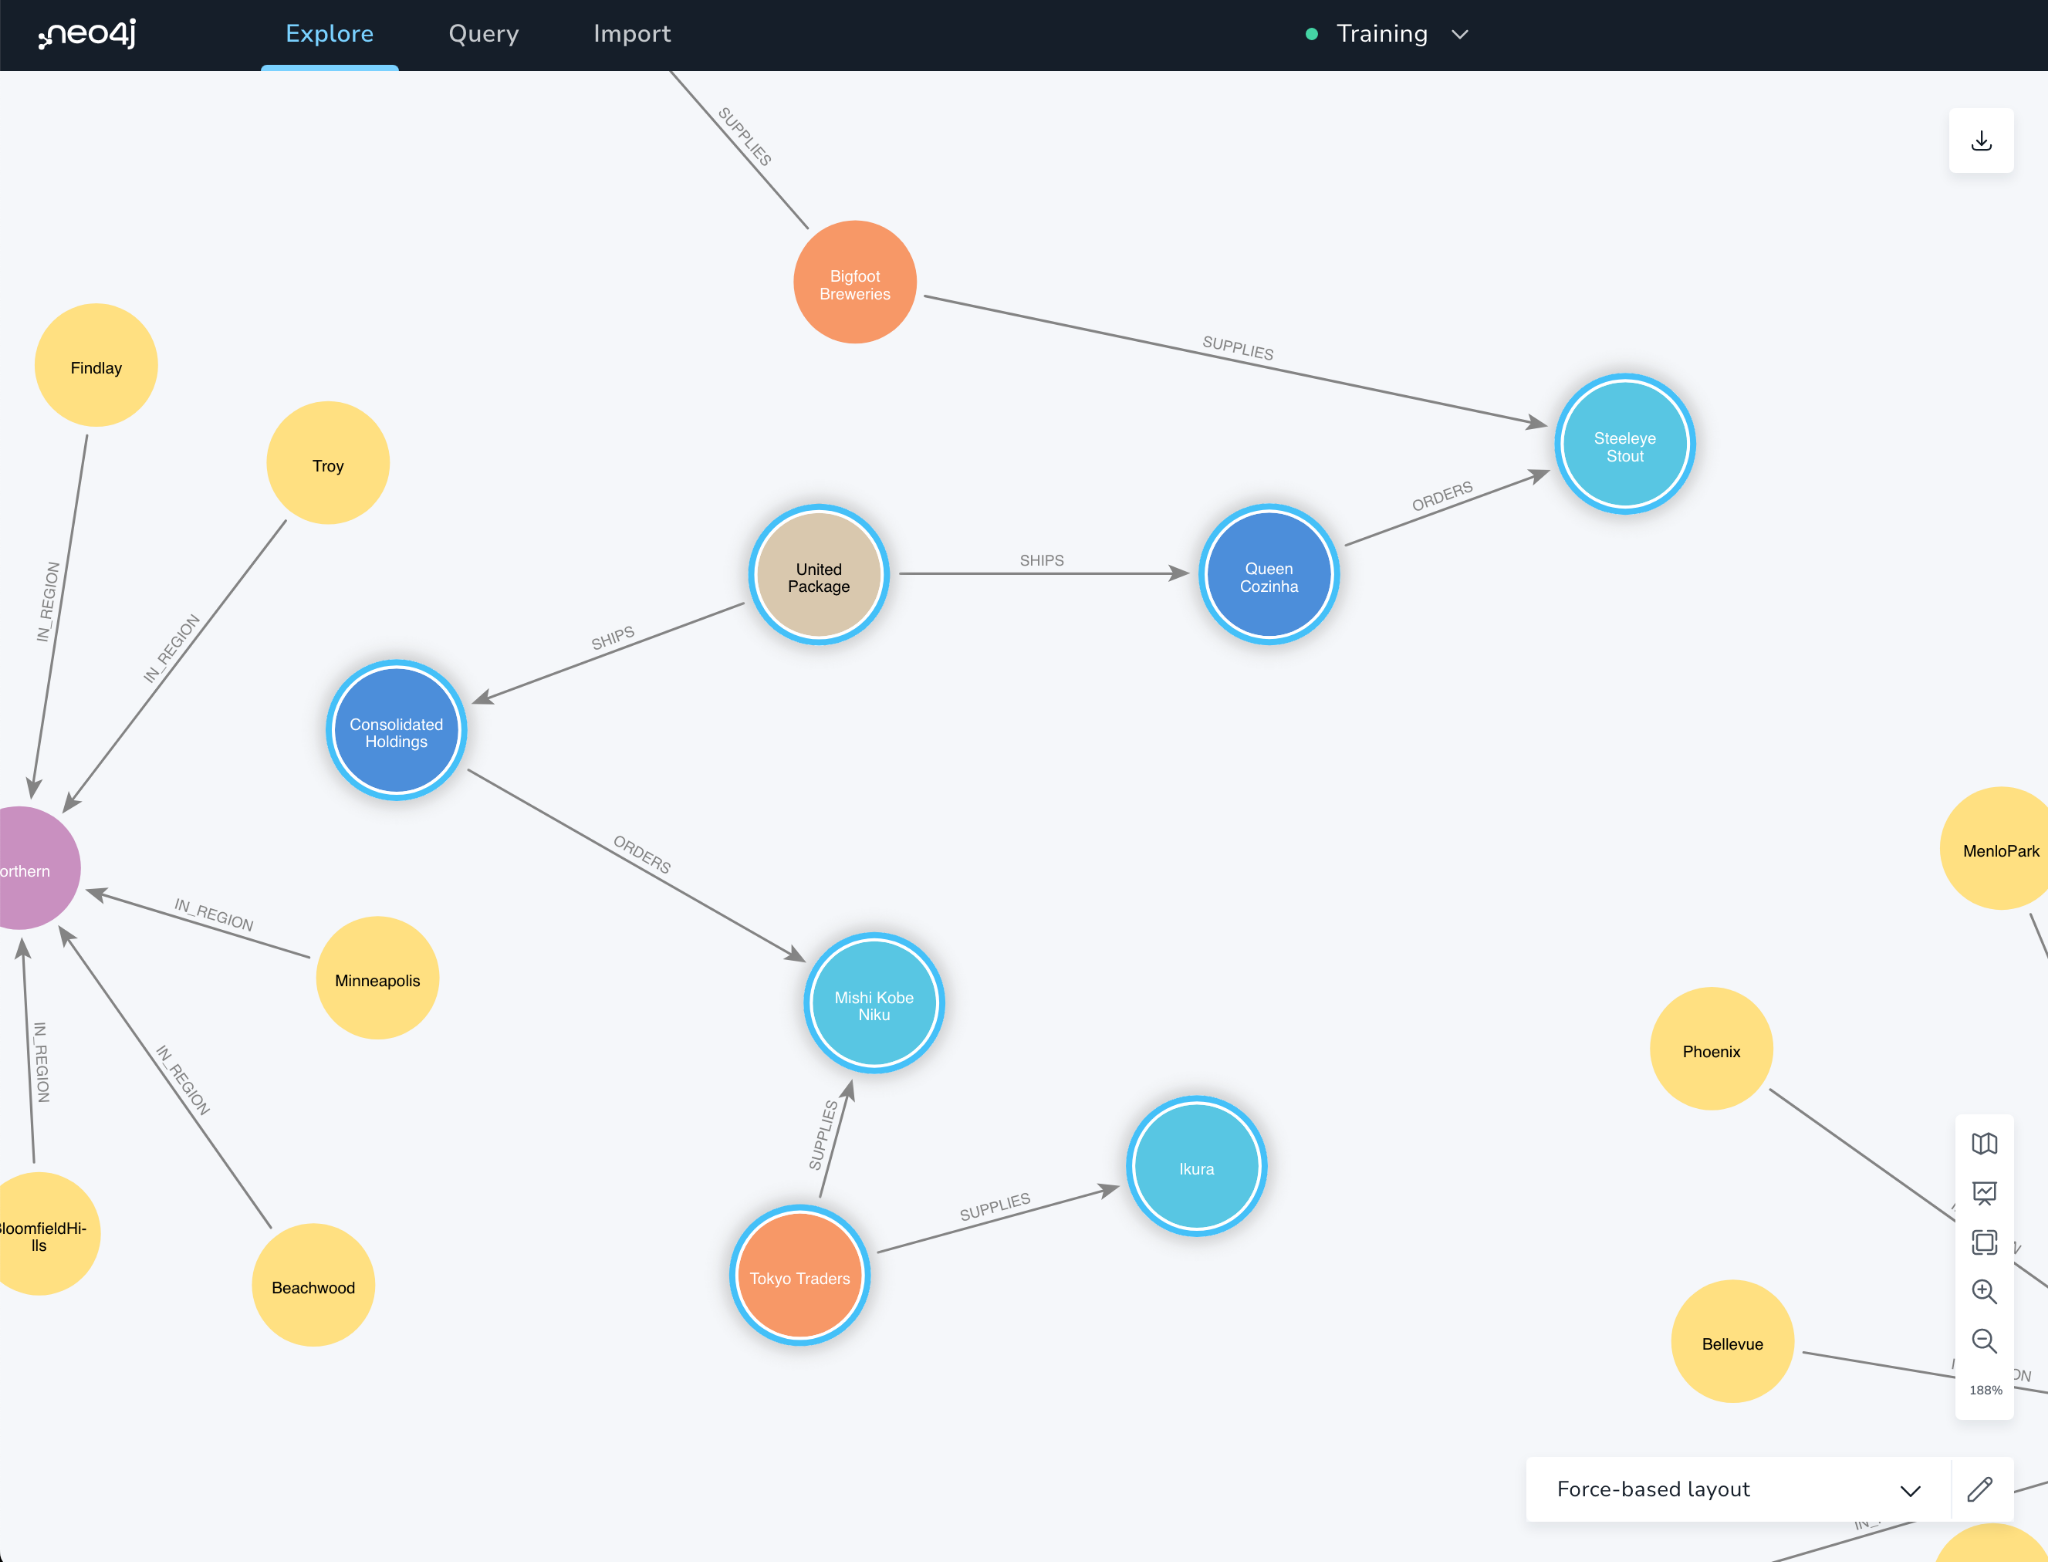 neo4j Explore Query Import Training
SUPPLIES
Bigfoot
Breweries
SUPPLIES
Findlay
Troy
Steeleye
Stout
ORDERS
United
Package
SHIPS
Queen
Cozinha
IN_REGION
IN_REGION
SHIPS
Consolidated
Holdings
ORDERS
MenloPark
orthern
IN_REGION
Minneapolis
Mishi Kobe
Niku
Phoenix
IN_REGION
IN_REGION
SUPPLIES
Ikura
SUPPLIES
loomfieldHi-
lls
Beachwood
Tokyo Traders
Bellevue
ON
188%
Force-based layout
IN_